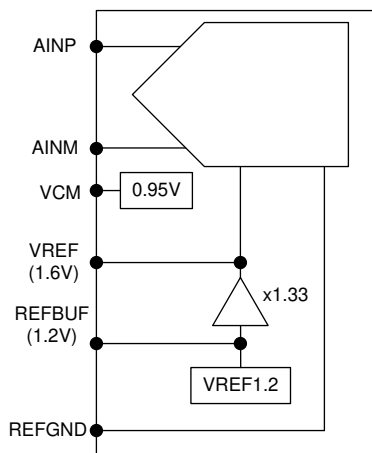 AINP
AINM
VCM
0.95V
VREF
(1.6V)
x1.33
REFBUF
(1.2V)
VREF1.2
REFGND